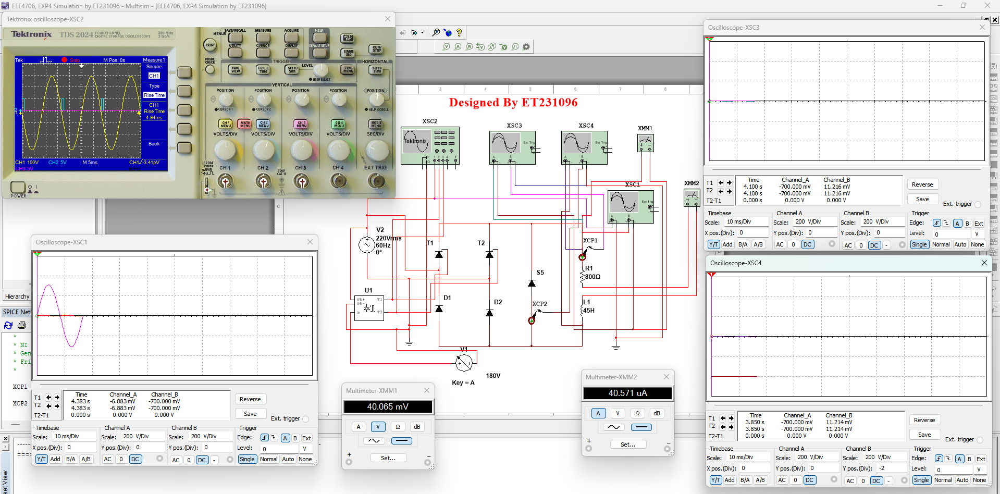 EEE4706, EXP4 Simulation by ET231096 - Multisim - [EEE4706, EXP4 Simulation by ET231096]
Tektronix oscilloscope-XSC2
Tektronix TDS 2024 FOUR CHANNEL DIGITAL STORAGE OSCILLOSCOPE 200 MHz 2 GS/s
MENUS SAVE/RECALL MEASURE ACQUIRE HELP AUTO SET
PRINT UTILITY CURSOR DISPLAY DEFAULT SETUP SINGLE SEQ RUN/STOP
PROBE CHECK
TRIGGER HORIZONTAL
TRIG VIEW FORCE TRIG SET TO 50% LEVEL TRIG MENU SET TO ZERO
USER SELECT
VERTICAL
POSITION POSITION POSITION POSITION POSITION
CURSOR 1 CURSOR 2 HELP SCROLL
CH 1 MENU MATH MENU CH 2 MENU CH 3 MENU CH 4 MENU HORIZ MENU
VOLTS/DIV VOLTS/DIV VOLTS/DIV VOLTS/DIV SEC/DIV
PROBE COMP ~5V 1kHz
CH 1 CH 2 300V CAT II CH 3 CH 4 EXT TRIG
POWER
Tek Stop M Pos: 0s Measure1
Source
CH1
Type
Rise Time
CH1
Rise Time
4.94ms
Back
CH1 100V CH2 5V M 5ms CH1/-3.41pV
CH3 5V
3 4 5 6 7 8
Designed By ET231096
XSC2
XSC3
XSC4
XMM1
Tektronix
Ext Trig
Ext Trig
XSC1
Ext Trig
XMM2
C
V2
220Vrms
60Hz
0°
T1
T2
XCP1
R1
800Ω
S5
U1
Ph+ T1
Ph-
α T2
D1
D2
XCP2
L1
45H
V1
180V
Key = A
Hierarchy
SPICE Net
* NI
* Gen
* Fri
XCP1
XCP2
Oscilloscope-XSC1
T1
T2
T2-T1
Time Channel_A Channel_B
4.383 s -6.883 mV -700.000 mV
4.383 s -6.883 mV -700.000 mV
0.000 s 0.000 V 0.000 V
Reverse
Save
Ext. trigger
Timebase Channel A Channel B Trigger
Scale: 10 ms/Div Scale: 200 V/Div Scale: 200 V/Div Edge: A B Ext
X pos.(Div): 0 Y pos.(Div): 0 Y pos.(Div): 0 Level: 0 V
Y/T Add B/A A/B AC 0 DC AC 0 DC - Single Normal Auto None
Multimeter-XMM1
40.065 mV
A V Ω dB
+ Set... -
Multimeter-XMM2
40.571 uA
A V Ω dB
+ Set... -
Oscilloscope-XSC3
T1
T2
T2-T1
Time Channel_A Channel_B
4.100 s -700.000 mV 11.216 mV
4.100 s -700.000 mV 11.216 mV
0.000 s 0.000 V 0.000 V
Reverse
Save
Ext. trigger
Timebase Channel A Channel B Trigger
Scale: 10 ms/Div Scale: 200 V/Div Scale: 200 V/Div Edge: A B Ext
X pos.(Div): 0 Y pos.(Div): 0 Y pos.(Div): 0 Level: 0 V
Y/T Add B/A A/B AC 0 DC AC 0 DC - Single Normal Auto None
Oscilloscope-XSC4
T1
T2
T2-T1
Time Channel_A Channel_B
3.850 s -700.000 mV 11.214 mV
3.850 s -700.000 mV 11.214 mV
0.000 s 0.000 V 0.000 V
Reverse
Save
Ext. trigger
Timebase Channel A Channel B Trigger
Scale: 10 ms/Div Scale: 200 V/Div Scale: 200 V/Div Edge: A B Ext
X pos.(Div): 0 Y pos.(Div): 0 Y pos.(Div): -2 Level: 0 V
Y/T Add B/A A/B AC 0 DC AC 0 DC - Single Normal Auto None